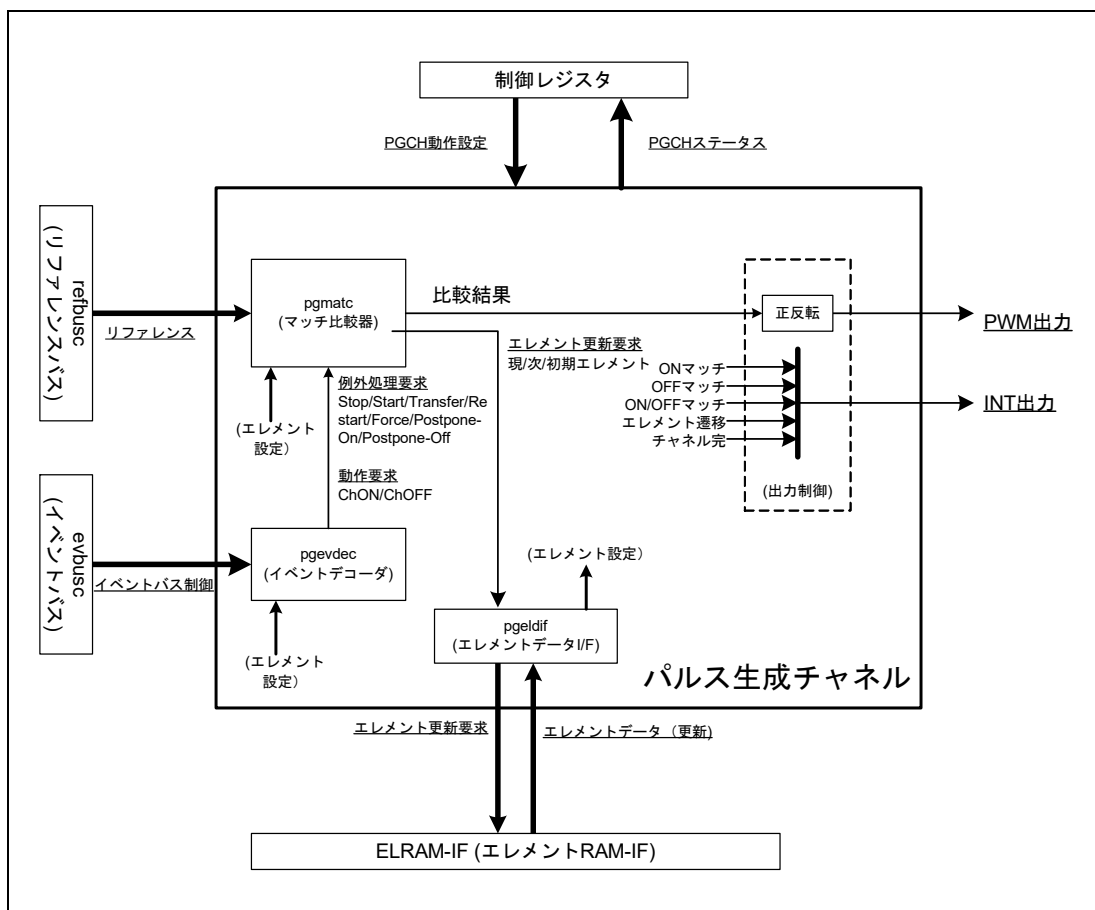 制御レジスタ
PGCH動作設定
PGCHステータス
refbusc
(リファレンスバス)
リファレンス
pgmatc
(マッチ比較器)
比較結果
正反転
PWM出力
エレメント更新要求
現/次/初期エレメント
ONマッチ
OFFマッチ
ON/OFFマッチ
エレメント遷移
チャネル完
INT出力
(出力制御)
例外処理要求
Stop/Start/Transfer/Re
start/Force/Postpone-
On/Postpone-Off
(エレメント
設定)
動作要求
ChON/ChOFF
evbusc
(イベントバス)
イベントバス制御
pgevdec
(イベントデコーダ)
(エレメント
設定)
(エレメント設定)
pgeldif
(エレメントデータI/F)
パルス生成チャネル
エレメント更新要求
エレメントデータ（更新)
ELRAM-IF (エレメントRAM-IF)